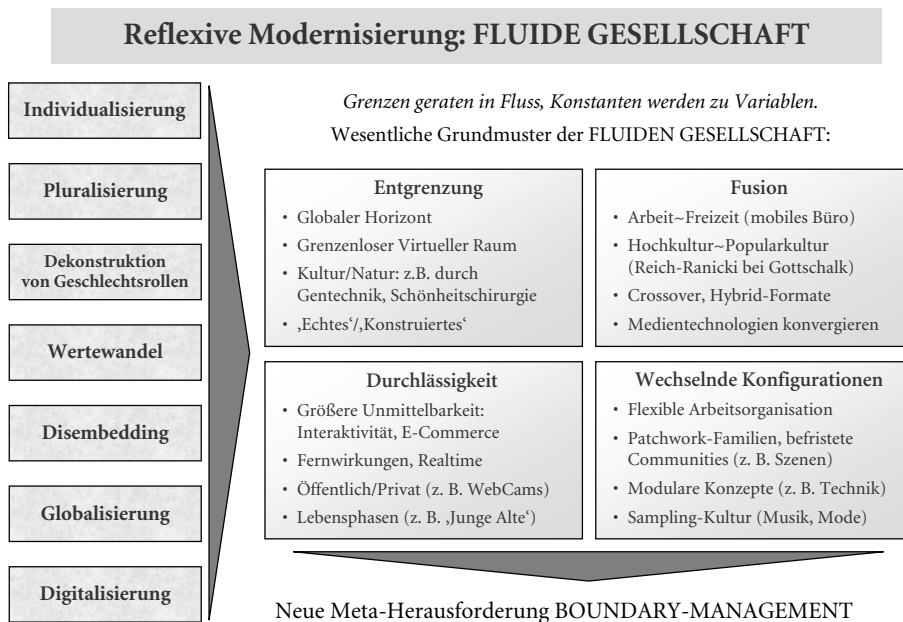 Reflexive Modernisierung: FLUIDE GESELLSCHAFT
Individualisierung
Pluralisierung
Dekonstruktion
von Geschlechtsrollen
Wertewandel
Disembedding
Globalisierung
Digitalisierung
Grenzen geraten in Fluss, Konstanten werden zu Variablen.
Wesentliche Grundmuster der FLUIDEN GESELLSCHAFT:
Entgrenzung
• Globaler Horizont
• Grenzenloser Virtueller Raum
• Kultur/Natur: z.B. durch
Gentechnik, Schönheitschirurgie
• ‚Echtes‘/‚Konstruiertes‘
Fusion
• Arbeit~Freizeit (mobiles Büro)
• Hochkultur~Popularkultur
(Reich-Ranicki bei Gottschalk)
• Crossover, Hybrid-Formate
• Medientechnologien konvergieren
Durchlässigkeit
• Größere Unmittelbarkeit:
Interaktivität, E-Commerce
• Fernwirkungen, Realtime
• Öffentlich/Privat (z. B. WebCams)
• Lebensphasen (z. B. ‚Junge Alte‘)
Wechselnde Konfigurationen
• Flexible Arbeitsorganisation
• Patchwork-Familien, befristete
Communities (z. B. Szenen)
• Modulare Konzepte (z. B. Technik)
• Sampling-Kultur (Musik, Mode)
Neue Meta-Herausforderung BOUNDARY-MANAGEMENT